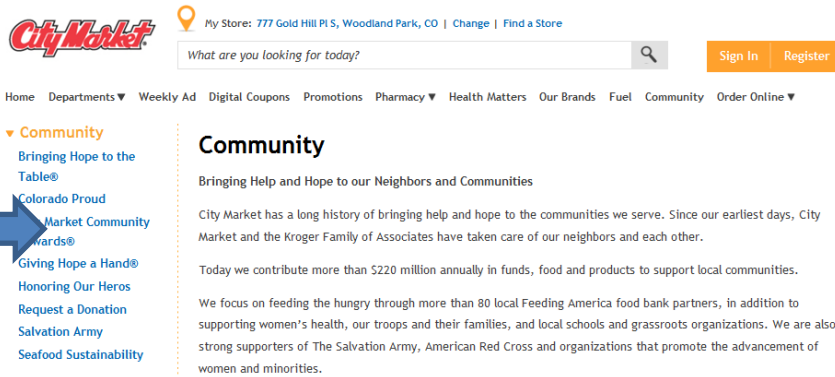 City Market.
My Store: 777 Gold Hill Pl S, Woodland Park, CO | Change | Find a Store
What are you looking for today?
Sign In Register
Home Departments▼ Weekly Ad Digital Coupons Promotions Pharmacy▼ Health Matters Our Brands Fuel Community Order Online▼
▼ Community
Bringing Hope to the
Table®
Colorado Proud
Market Community
Giving Hope a Hand®
Honoring Our Heros
Request a Donation
Salvation Army
Seafood Sustainability
Community
Bringing Help and Hope to our Neighbors and Communities
City Market has a long history of bringing help and hope to the communities we serve. Since our earliest days, City
Market and the Kroger Family of Associates have taken care of our neighbors and each other.
Today we contribute more than $220 million annually in funds, food and products to support local communities.
We focus on feeding the hungry through more than 80 local Feeding America food bank partners, in addition to
supporting women's health, our troops and their families, and local schools and grassroots organizations. We are also
strong supporters of The Salvation Army, American Red Cross and organizations that promote the advancement of
women and minorities.